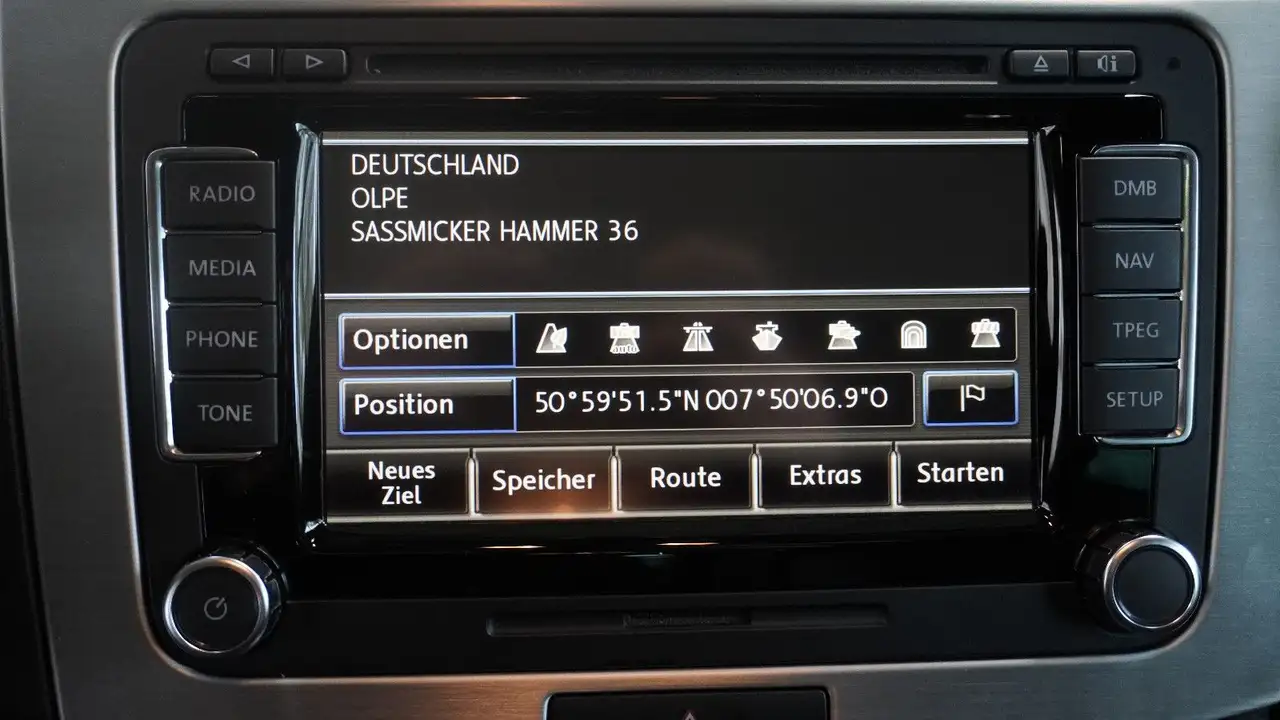 RADIO
MEDIA
PHONE
TONE
DEUTSCHLAND
OLPE
SASSMICKER HAMMER 36
Optionen
auto
Position 50°59'51.5"N 007°50'06.9"O
Neues
Ziel
Speicher
Route
Extras
Starten
DMB
NAV
TPEG
SETUP